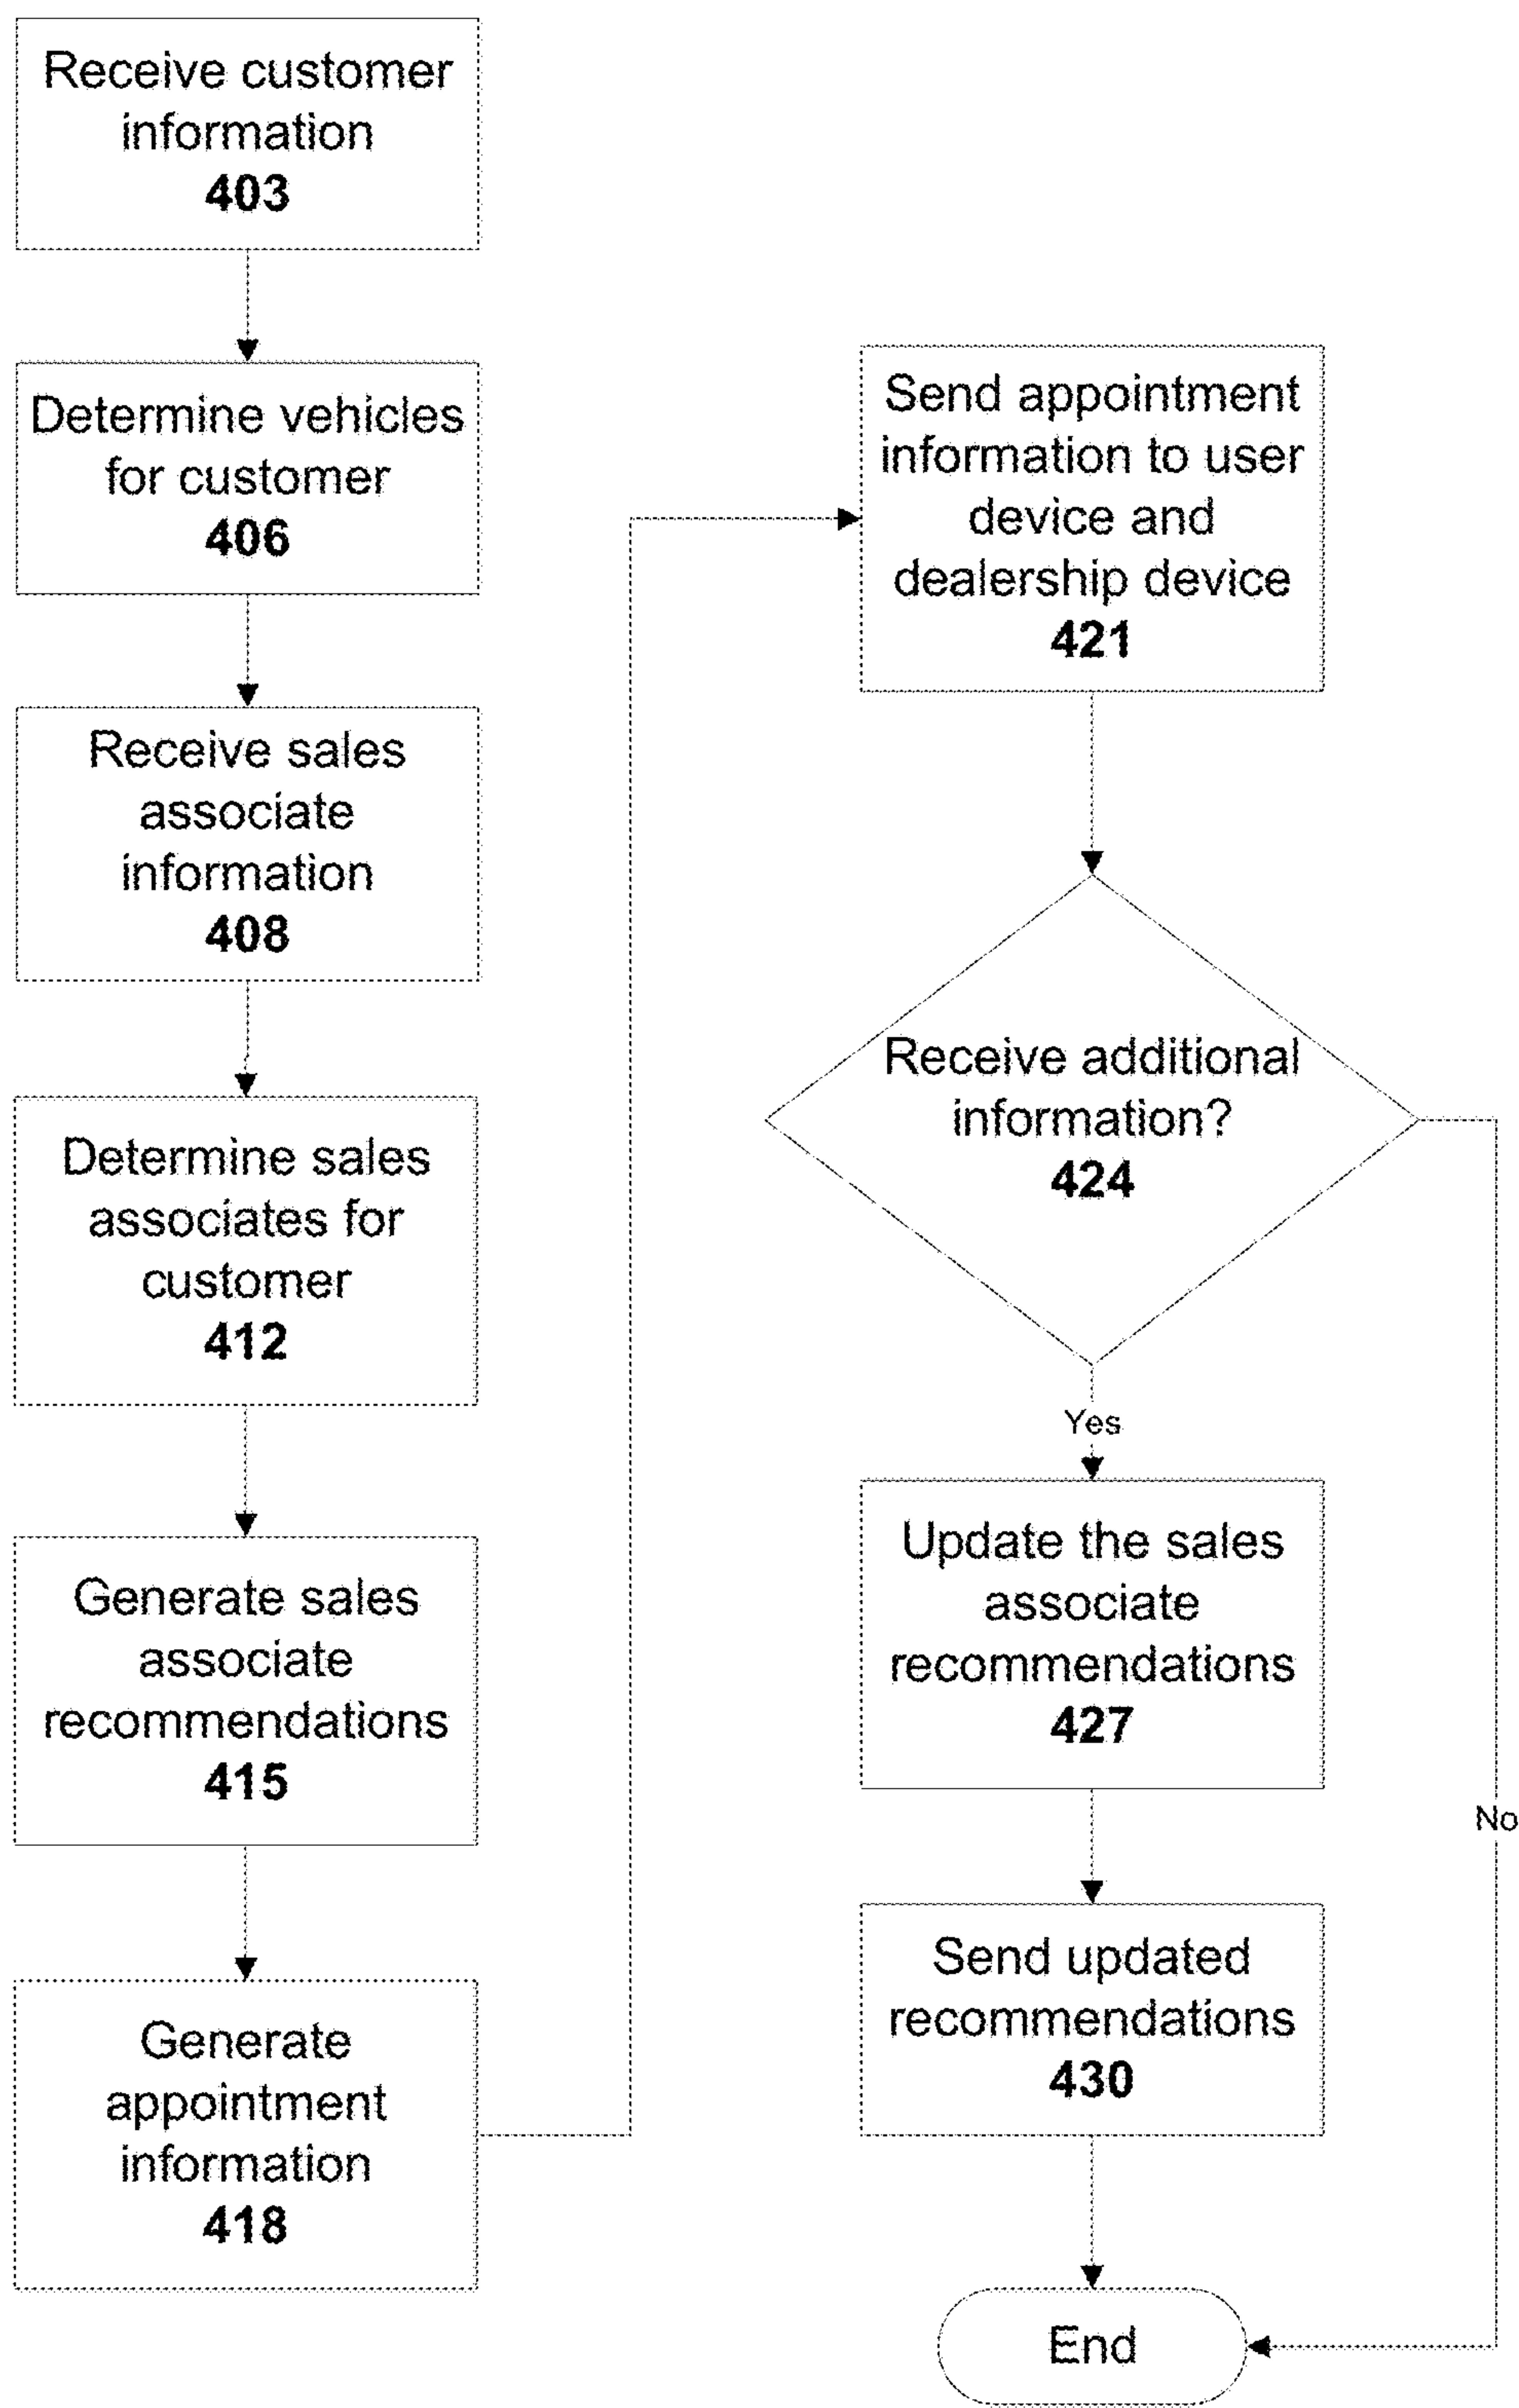 Receive customer
information
403
Determine vehicles
for customer
406
Receive sales
associate
information
408
Determine sales
associates for
customer
412
Generate sales
associate
recommendations
415
Generate
appointment
information
418
Send appointment
information to user
device and
dealership device
421
Receive additional
information?
424
Yes
Update the sales
associate
recommendations
427
No
Send updated
recommendations
430
End